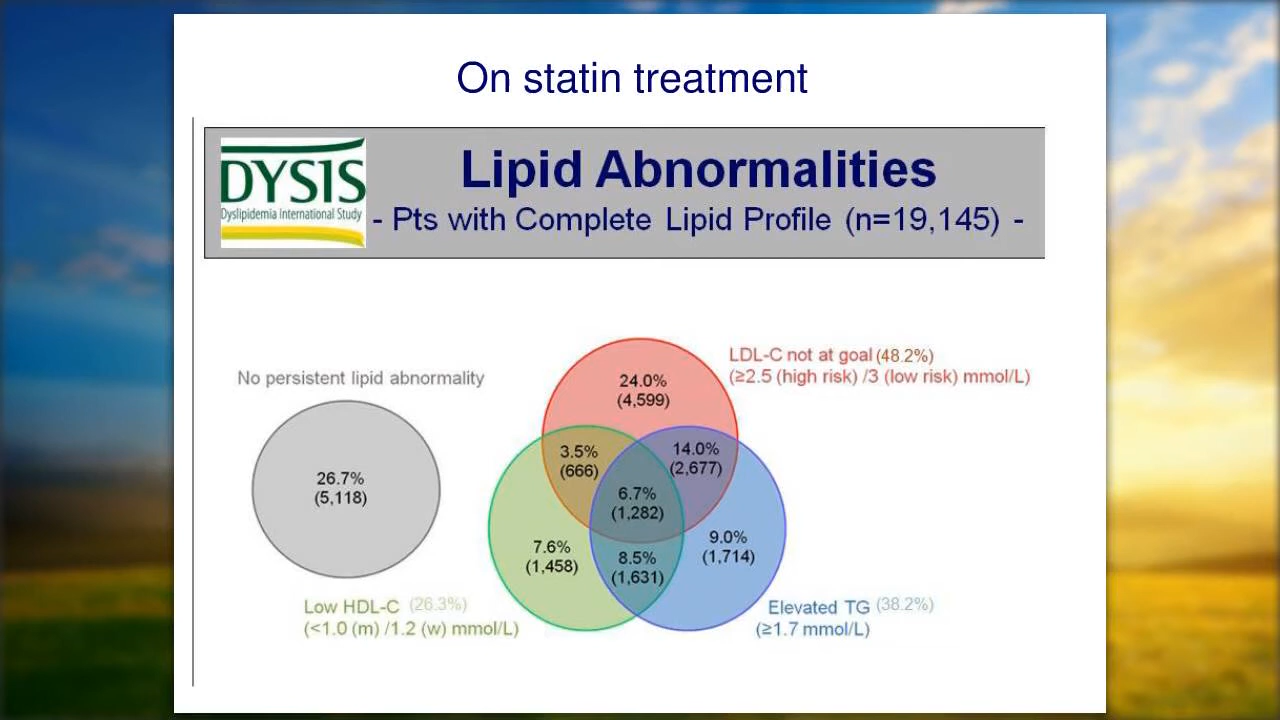 On statin treatment
DYSIS
Dyslipidemia International Study
Lipid Abnormalities
- Pts with Complete Lipid Profile (n=19,145) -
No persistent lipid abnormality
26.7%
(5,118)
LDL-C not at goal (48.2%)
(≥2.5 (high risk) /3 (low risk) mmol/L)
24.0%
(4,599)
3.5%
(666)
14.0%
(2,677)
6.7%
(1,282)
7.6%
(1,458)
8.5%
(1,631)
9.0%
(1,714)
Low HDL-C (26.3%)
(<1.0 (m) /1.2 (w) mmol/L)
Elevated TG (38.2%)
(≥1.7 mmol/L)